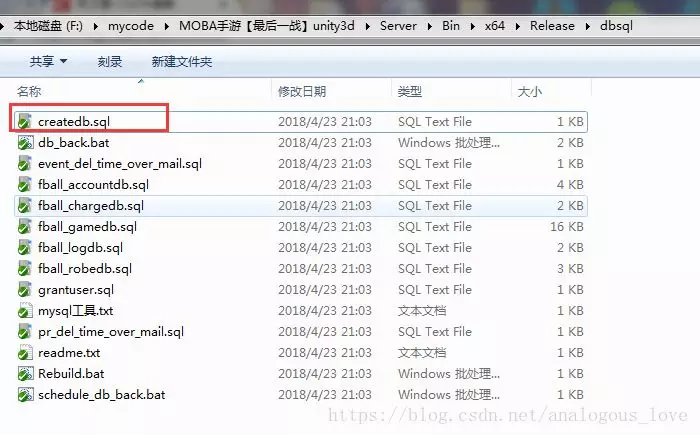 本地磁盘 (F:) ▸ mycode ▸ MOBA手游【最后一战】unity3d ▸ Server ▸ Bin ▸ x64 ▸ Release ▸ dbsql
共享 刻录 新建文件夹
名称 修改日期 类型 大小
createdb.sql 2018/4/23 21:03 SQL Text File 1 KB
db_back.bat 2018/4/23 21:03 Windows 批处理... 2 KB
event_del_time_over_mail.sql 2018/4/23 21:03 SQL Text File 1 KB
fball_accountdb.sql 2018/4/23 21:03 SQL Text File 4 KB
fball_chargedb.sql 2018/4/23 21:03 SQL Text File 2 KB
fball_gamedb.sql 2018/4/23 21:03 SQL Text File 16 KB
fball_logdb.sql 2018/4/23 21:03 SQL Text File 1 KB
fball_robedb.sql 2018/4/23 21:03 SQL Text File 3 KB
grantuser.sql 2018/4/23 21:03 SQL Text File 1 KB
mysql工具.txt 2018/4/23 21:03 文本文档 1 KB
pr_del_time_over_mail.sql 2018/4/23 21:03 SQL Text File 1 KB
readme.txt 2018/4/23 21:03 文本文档 1 KB
Rebuild.bat 2018/4/23 21:03 Windows 批处理... 1 KB
schedule_db_back.bat 2018/4/23 21:03 Windows 批处理... 1 KB
https://blog.csdn.net/analogous_love